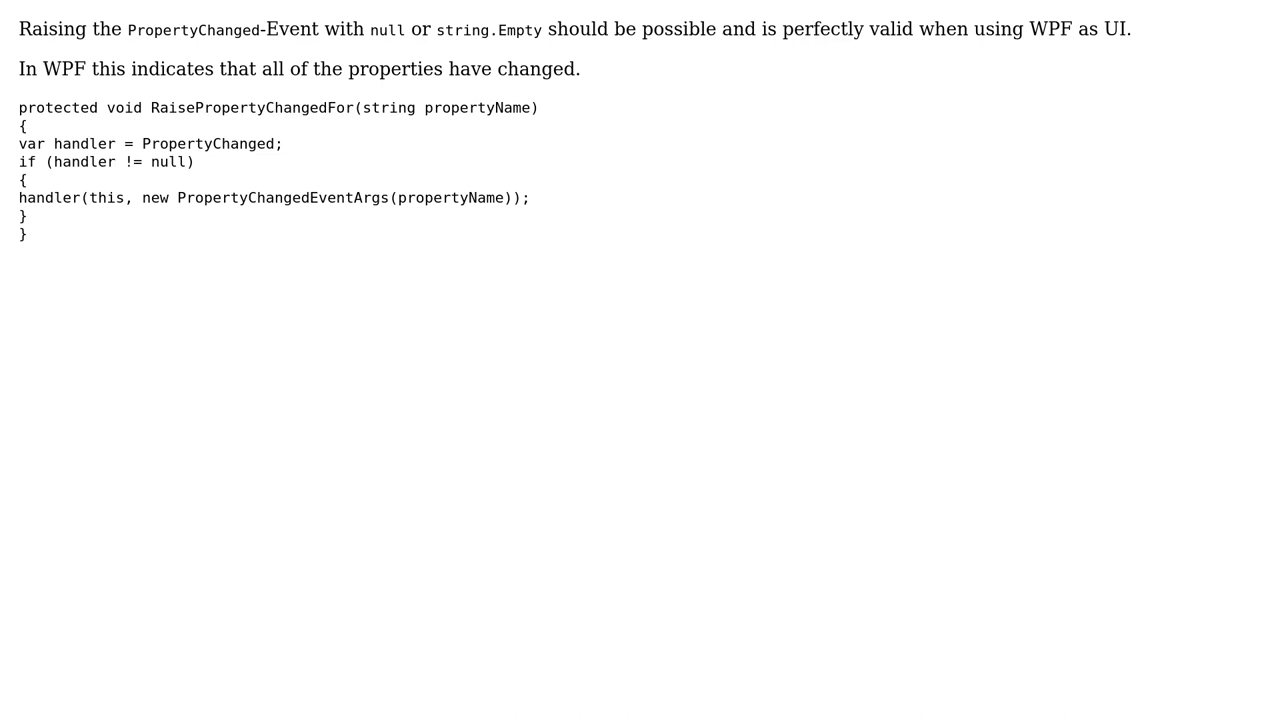 Raising the PropertyChanged-Event with null or string.Empty should be possible and is perfectly valid when using WPF as UI.
In WPF this indicates that all of the properties have changed.
protected void RaisePropertyChangedFor(string propertyName)
{
var handler = PropertyChanged;
if (handler != null)
{
handler(this, new PropertyChangedEventArgs(propertyName));
}
}